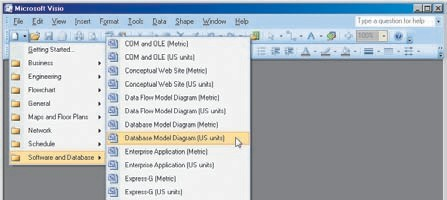 Microsoft Visio
File Edit View Insert Format Tools Data Shape Window Help
Type a question for help
100%
Getting Started...
Business
Engineering
Flowchart
General
Maps and Floor Plans
Network
Schedule
Software and Database
COM and OLE (Metric)
COM and OLE (US units)
Conceptual Web Site (Metric)
Conceptual Web Site (US units)
Data Flow Model Diagram (Metric)
Data Flow Model Diagram (US units)
Database Model Diagram (Metric)
Database Model Diagram (US units)
Enterprise Application (Metric)
Enterprise Application (US units)
Express-G (Metric)
Express-G (US units)